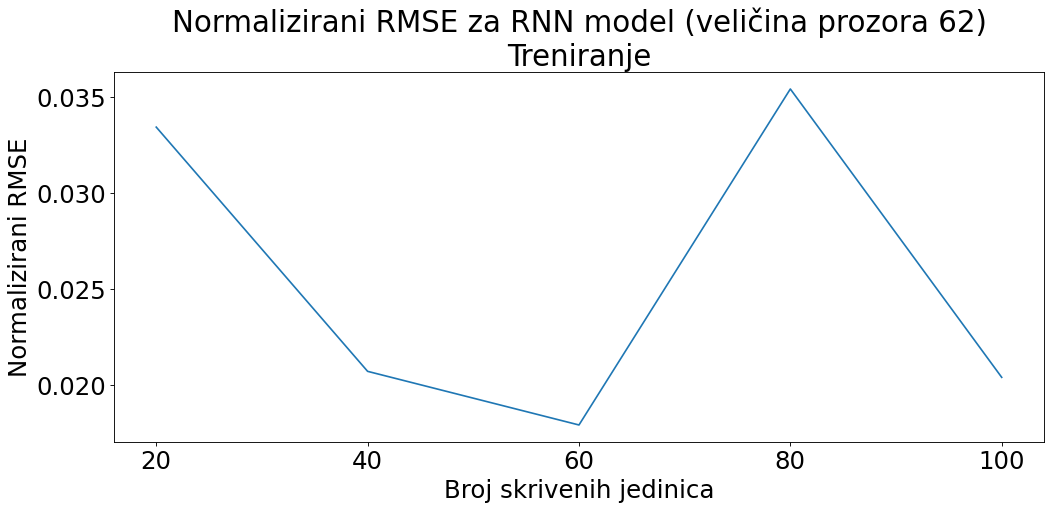 Normalizirani RMSE za RNN model (veličina prozora 62)
Treniranje
Normalizirani RMSE
0.035
0.030
0.025
0.020
20 40 60 80 100
Broj skrivenih jedinica